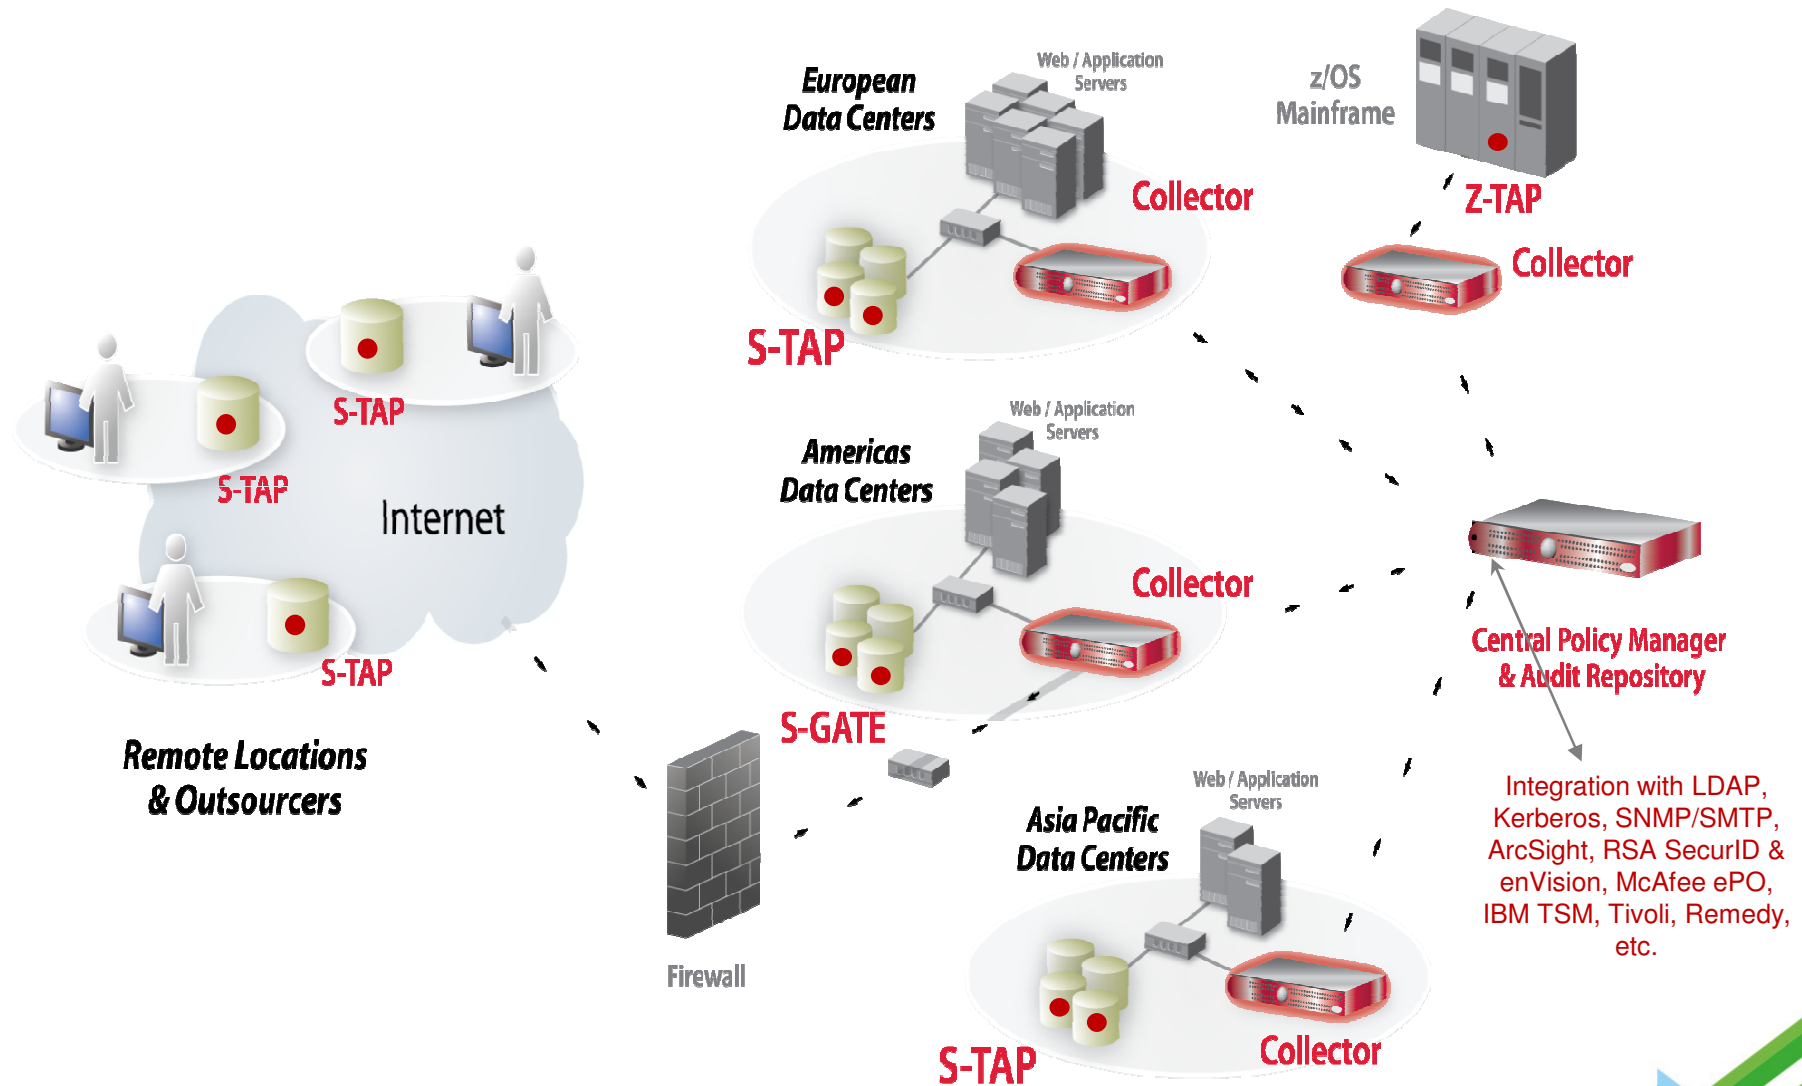 European
Data Centers
Web / Application
Servers
z/OS
Mainframe
Collector
Z-TAP
Collector
S-TAP
S-TAP
S-TAP
Internet
S-TAP
Remote Locations
& Outsourcers
Americas
Data Centers
Web / Application
Servers
Collector
S-GATE
Firewall
Central Policy Manager
& Audit Repository
Integration with LDAP,
Kerberos, SNMP/SMTP,
ArcSight, RSA SecurID &
enVision, McAfee ePO,
IBM TSM, Tivoli, Remedy,
etc.
Asia Pacific
Data Centers
Web / Application
Servers
S-TAP
Collector